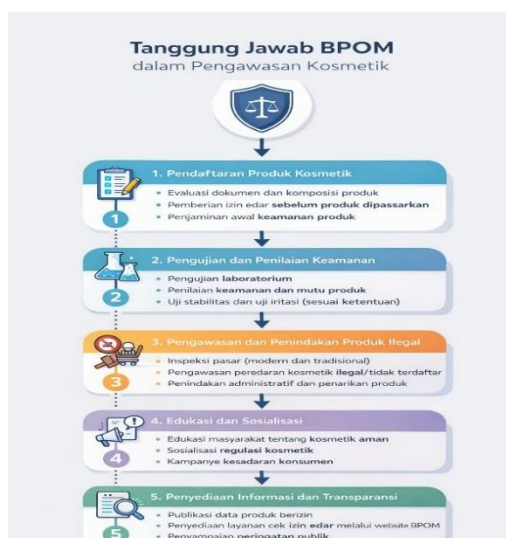 Tanggung Jawab BPOM
dalam Pengawasan Kosmetik
1. Pendaftaran Produk Kosmetik
• Evaluasi dokumen dan komposisi produk
• Pemberian izin edar sebelum produk dipasarkan
• Penjaminan awal keamanan produk
1
2. Pengujian dan Penilaian Keamanan
• Pengujian laboratorium
• Penilaian keamanan dan mutu produk
• Uji stabilitas dan uji iritasi (sesuai ketentuan)
2
3. Pengawasan dan Penindakan Produk Ilegal
• Inspeksi pasar (modern dan tradisional)
• Pengawasan peredaran kosmetik ilegal/tidak terdaftar
• Penindakan administratif dan penarikan produk
3
4. Edukasi dan Sosialisasi
• Edukasi masyarakat tentang kosmetik aman
• Sosialisasi regulasi kosmetik
• Kampanye kesadaran konsumen
4
5. Penyediaan Informasi dan Transparansi
• Publikasi data produk berizin
• Penyediaan layanan cek izin edar melalui website BPOM
• Penyampaian peringatan publik
5